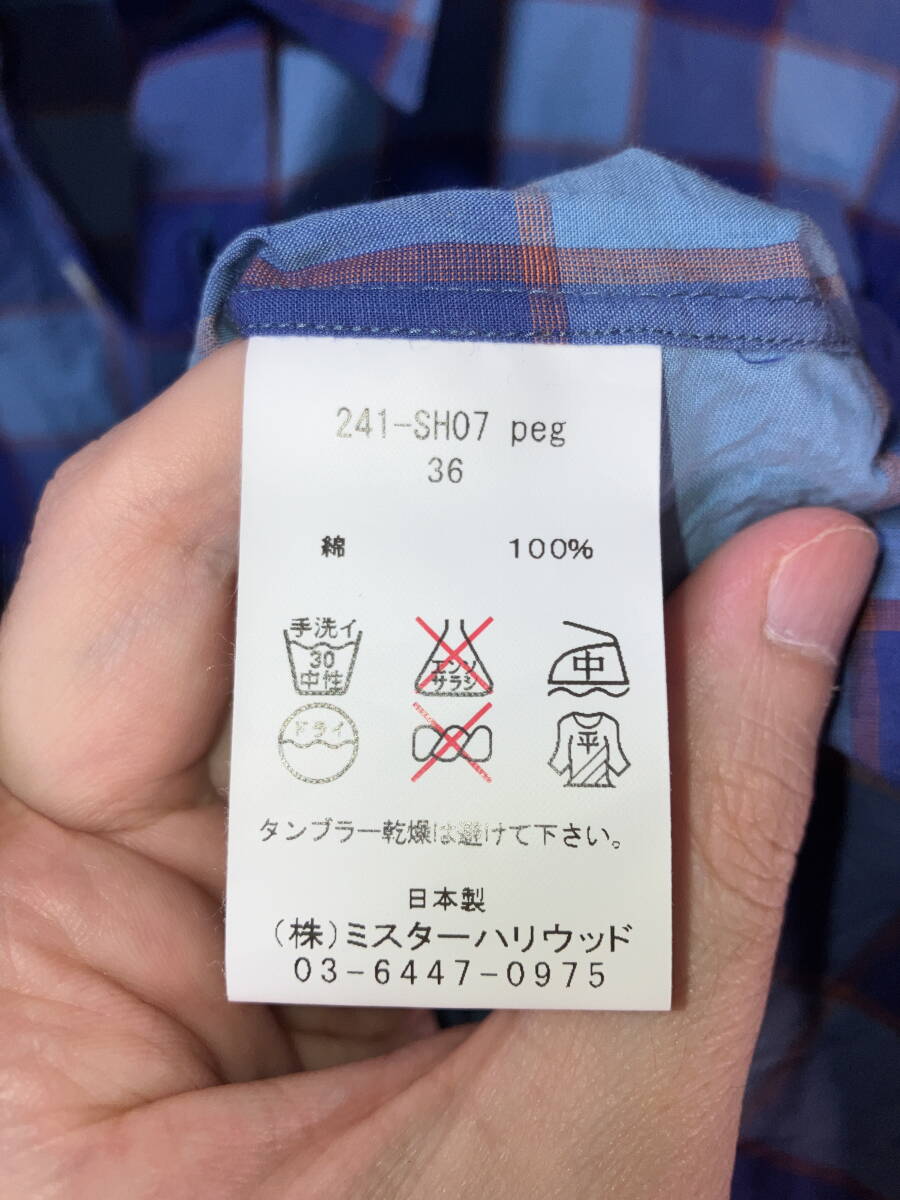 241-SH07 peg
36
綿 100%
手洗イ
30
中性
エンソ
サラシ
中
ドライ
平
タンブラー乾燥は避けて下さい。
日本製
(株)ミスターハリウッド
03-6447-0975